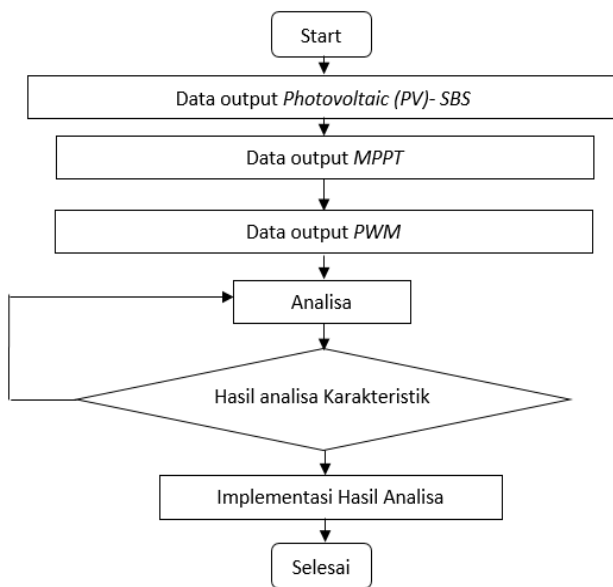 Start
Data output Photovoltaic (PV)- SBS
Data output MPPT
Data output PWM
Analisa
Hasil analisa Karakteristik
Implementasi Hasil Analisa
Selesai